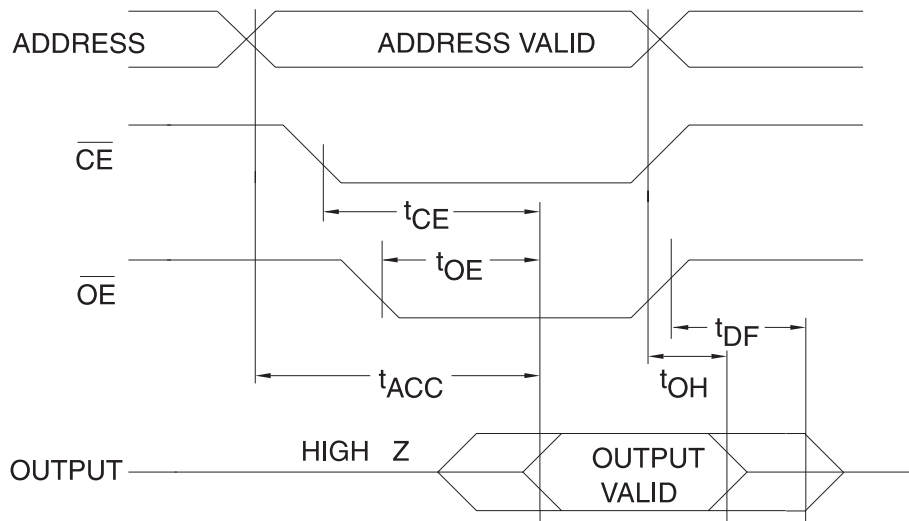 ADDRESS
ADDRESS VALID
CE
tCE
OE
tOE
tDF
tACC
tOH
HIGH Z
OUTPUT
OUTPUT
VALID